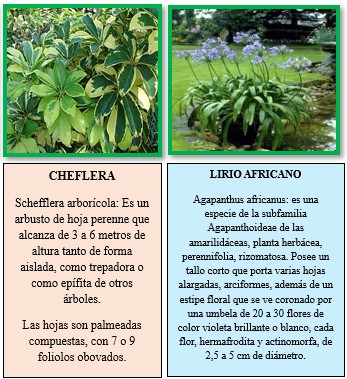 CHEFLERA
Schefflera arborícola: Es un
arbusto de hoja perenne que
alcanza de 3 a 6 metros de
altura tanto de forma
aislada, como trepadora o
como epífita de otros
árboles.
Las hojas son palmeadas
compuestas, con 7 o 9
foliolos obovados.
LIRIO AFRICANO
Agapanthus africanus: es una
especie de la subfamilia
Agapanthoideae de las
amarilidáceas, planta herbácea,
perennifolia, rizomatosa. Posee un
tallo corto que porta varias hojas
alargadas, arciformes, además de un
estipe floral que se ve coronado por
una umbela de 20 a 30 flores de
color violeta brillante o blanco, cada
flor, hermafrodita y actinomorfa, de
2,5 a 5 cm de diámetro.